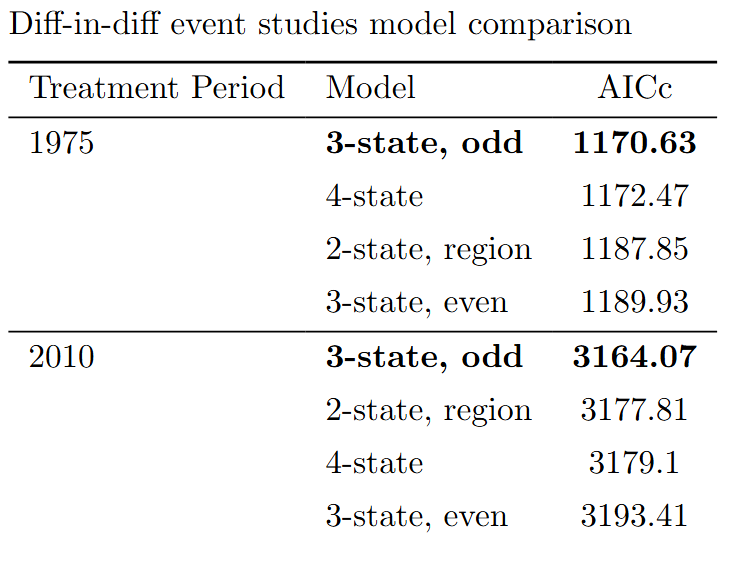 Diff-in-diff event studies model comparison
Treatment Period Model AICc
1975 3-state, odd 1170.63
4-state 1172.47
2-state, region 1187.85
3-state, even 1189.93
2010 3-state, odd 3164.07
2-state, region 3177.81
4-state 3179.1
3-state, even 3193.41